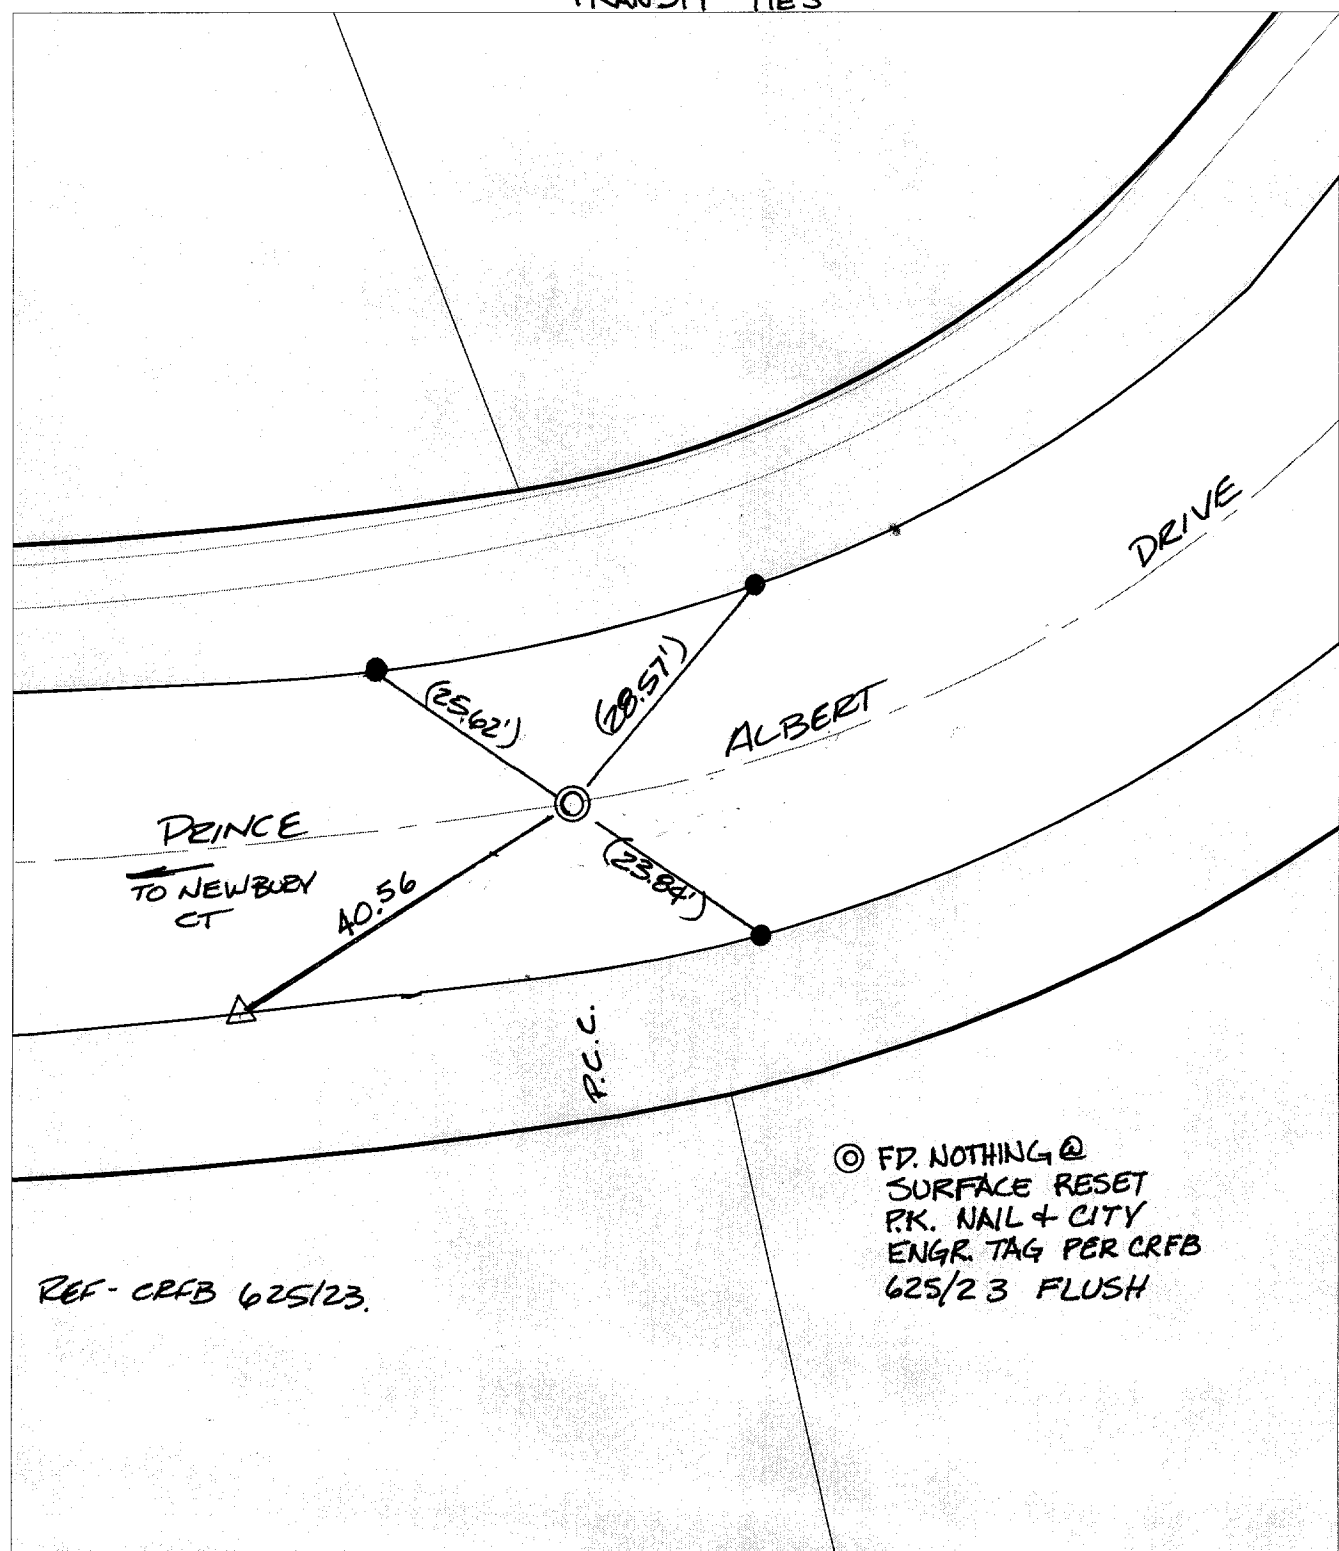 TRANSIT TIES
DRIVE
(25.62')
(28.57')
ALBERT
PRINCE
TO NEWBURY
CT
40.56
(23.84')
P.C.C.
FD. NOTHING @
SURFACE RESET
P.K. NAIL & CITY
ENGR. TAG PER CRFB
625/23 FLUSH
REF- CRFB 625/23.